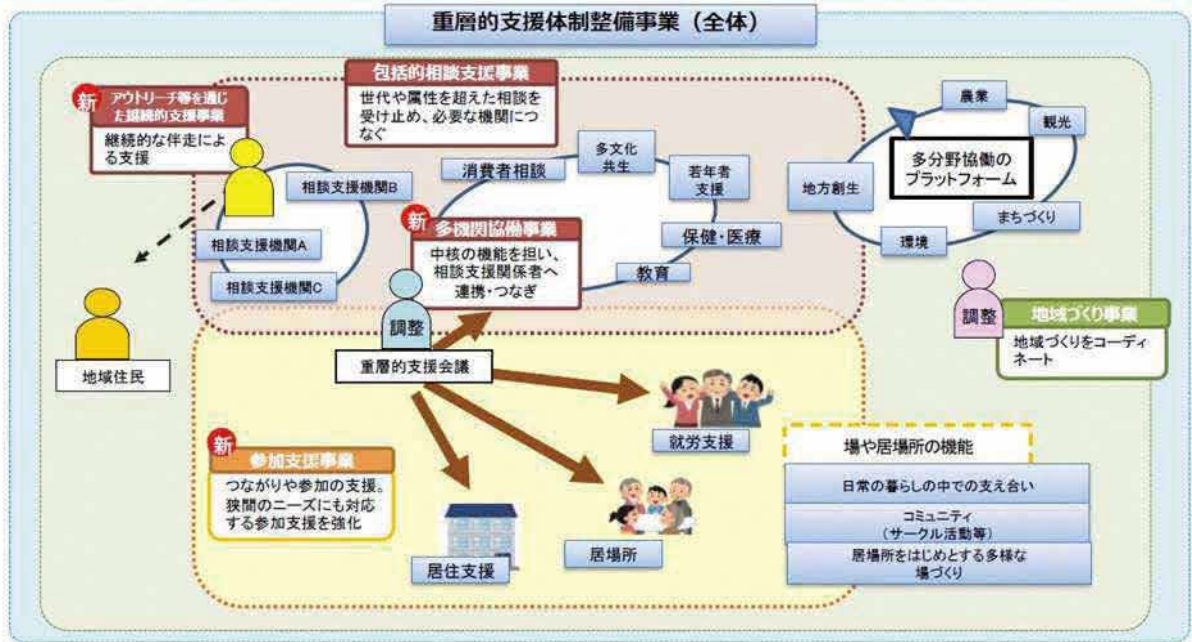 重層的支援体制整備事業（全体）
新
アウトリーチ等を通じ
た継続的支援事業
継続的な伴走によ
る支援
包括的相談支援事業
世代や属性を超えた相談を
受け止め、必要な機関につ
なぐ
相談支援機関B
相談支援機関A
相談支援機関C
地域住民
消費者相談
多文化
共生
若年者
支援
保健・医療
教育
新
多機関協働事業
中核の機能を担い、
相談支援関係者へ
連携・つなぎ
調整
重層的支援会議
農業
観光
多分野協働の
プラットフォーム
地方創生
まちづくり
環境
調整
地域づくり事業
地域づくりをコーディ
ネート
新
参加支援事業
つながりや参加の支援。
狭間のニーズにも対応
する参加支援を強化
就労支援
居場所
居住支援
場や居場所の機能
日常の暮らしの中での支え合い
コミュニティ
（サークル活動等）
居場所をはじめとする多様な
場づくり